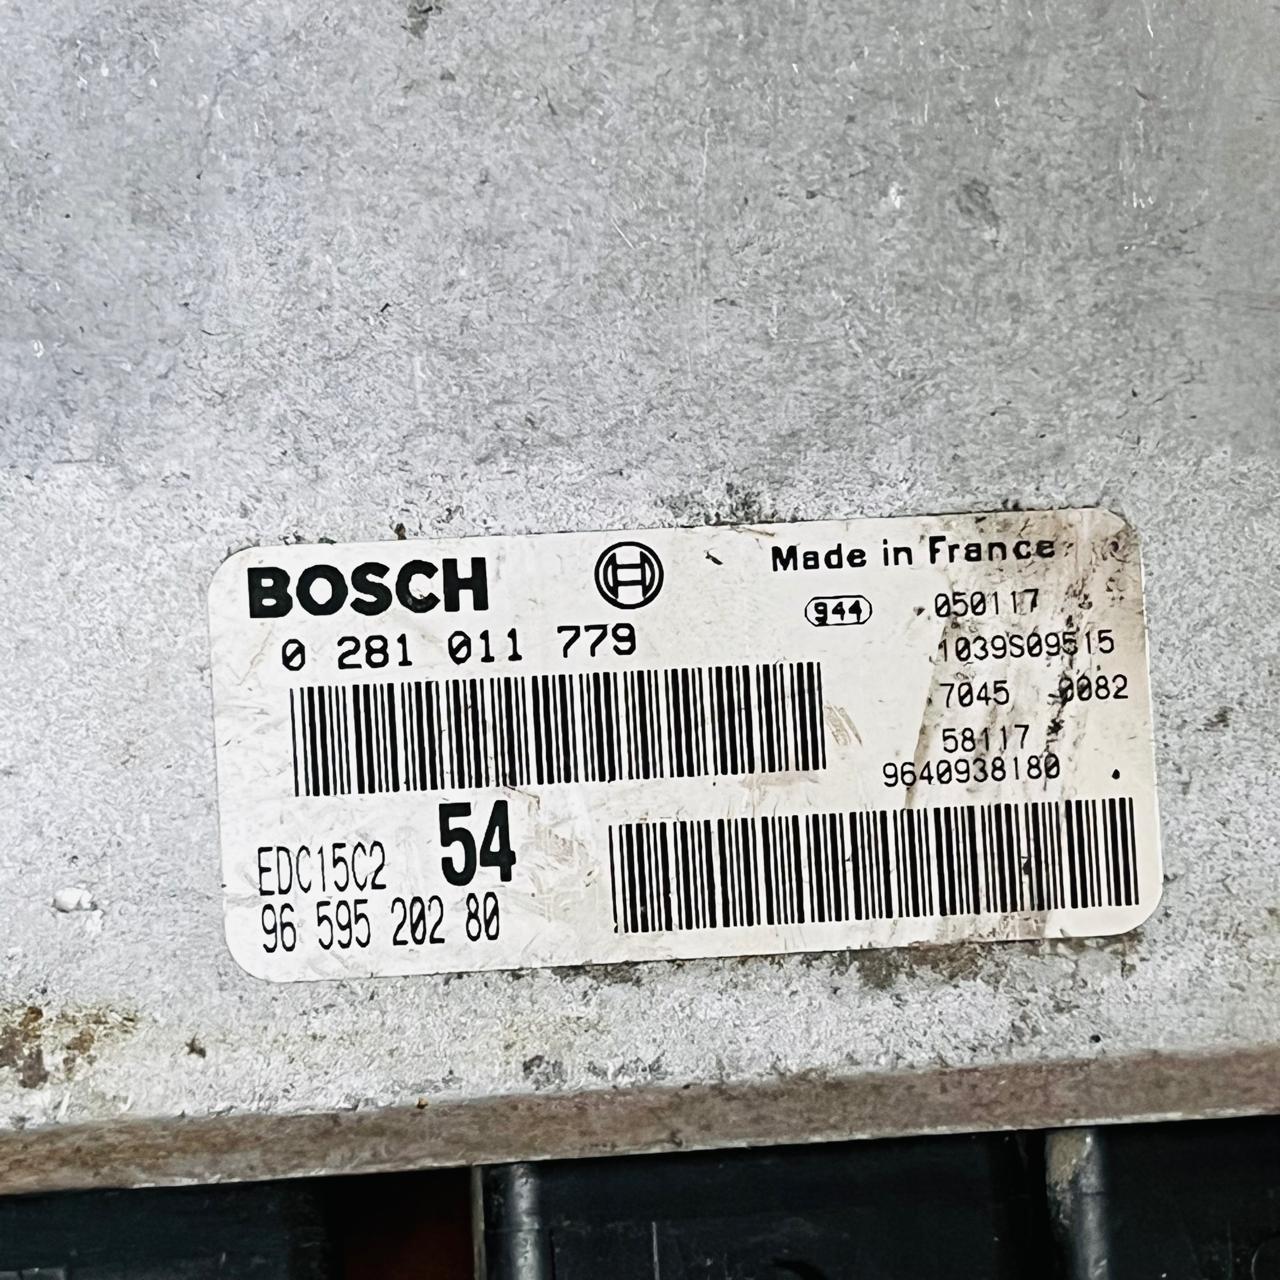 BOSCH
Made in France
944
050117
0 281 011 779
1039S09515
7045 0082
58117
9640938180
54
EDC15C2
96 595 202 80